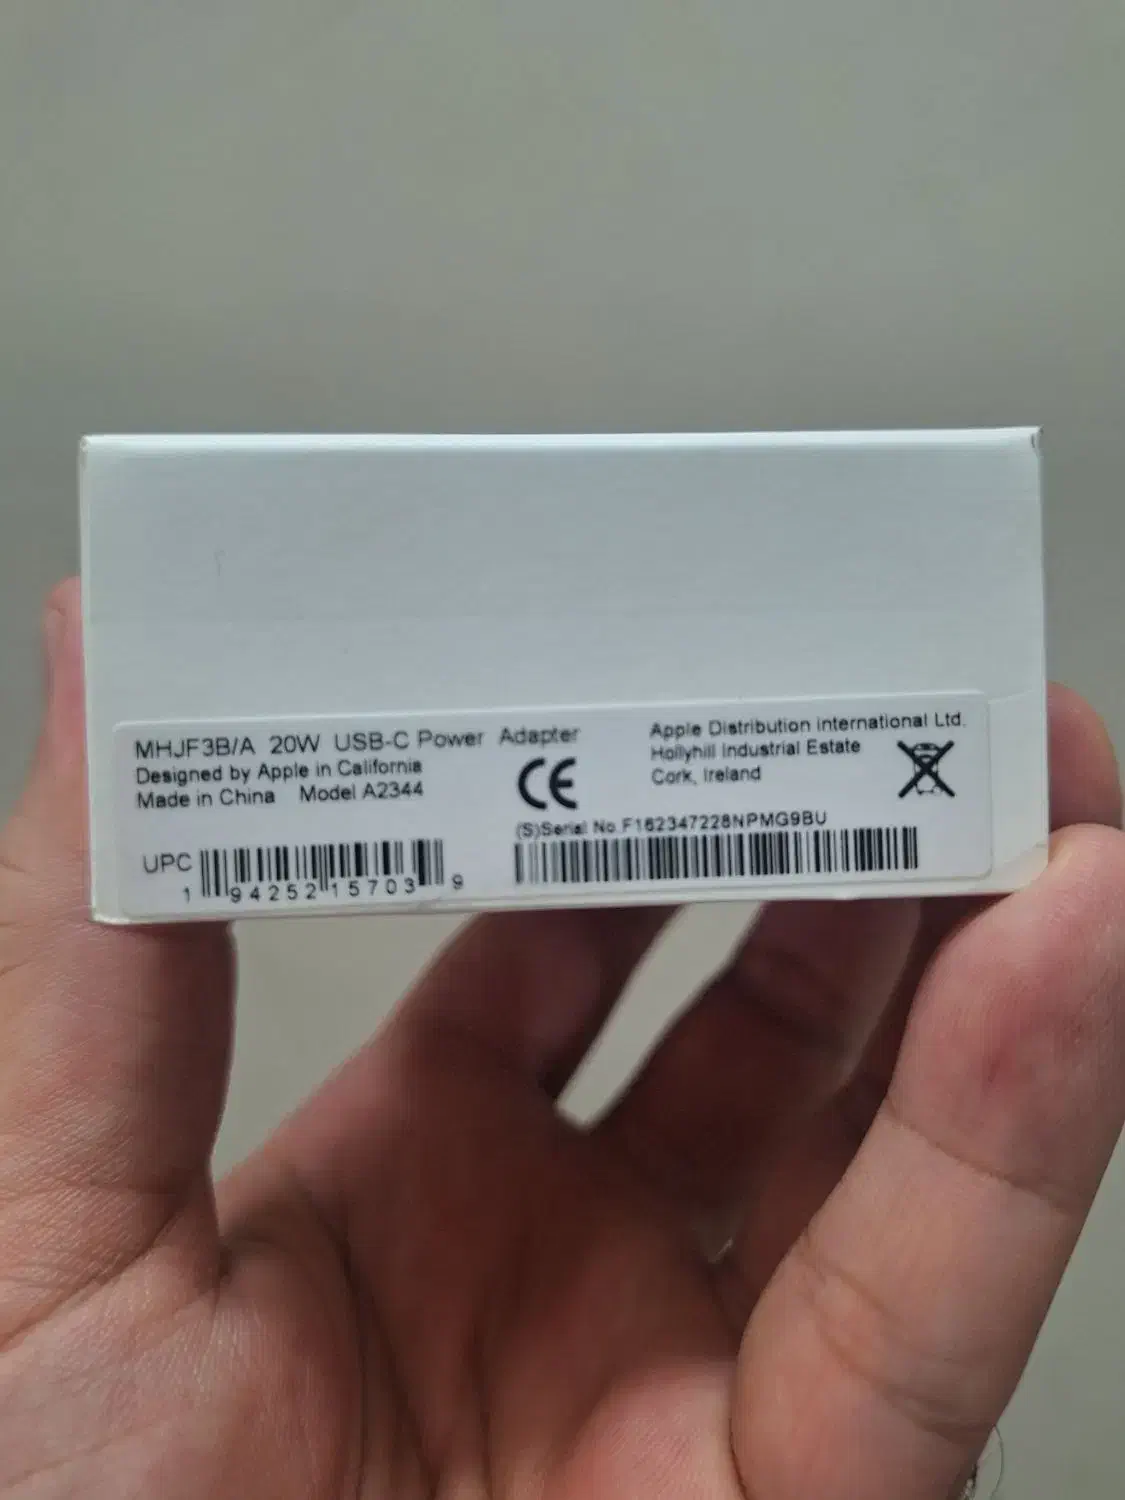 MHJF3B/A 20W USB-C Power Adapter
Designed by Apple in California
Made in China Model A2344
CE
Apple Distribution International Ltd.
Hollyhill Industrial Estate
Cork, Ireland
(S)Serial No.F162347228NPMG9BU
UPC
1 94252 15703 9